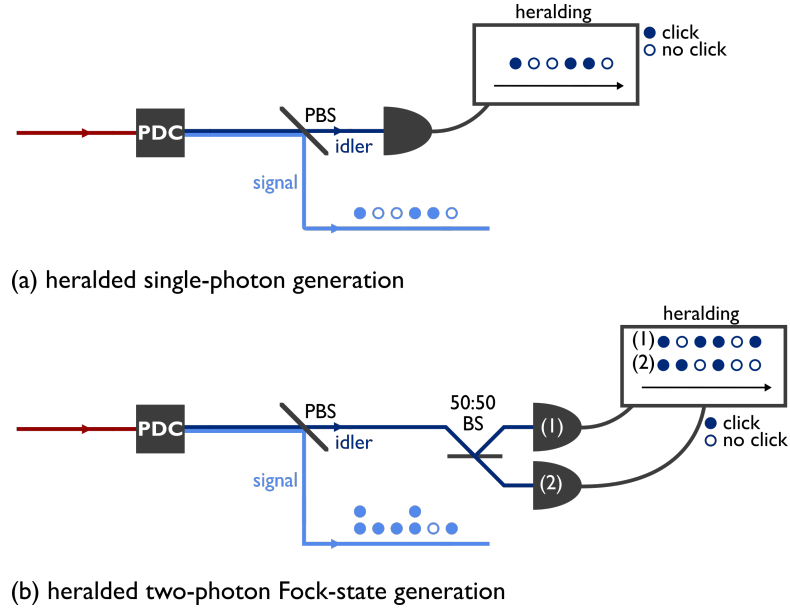 heralding
click
no click
PBS
PDC
idler
signal
(a) heralded single-photon generation
heralding
(1)
(2)
50:50
BS
PBS
(1)
click
no click
PDC
idler
(2)
signal
(b) heralded two-photon Fock-state generation